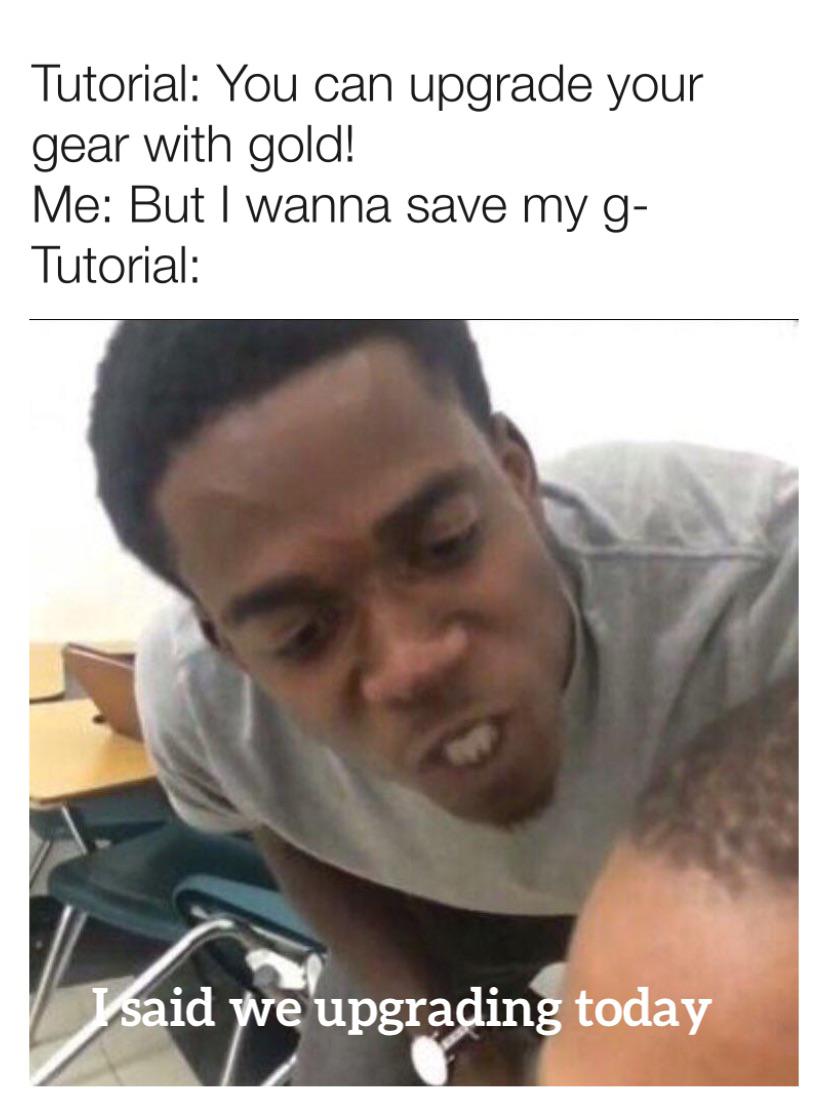 Tutorial: You can upgrade your
gear with gold!
Me: But I wanna save my g-
Tutorial:
I said we upgrading today